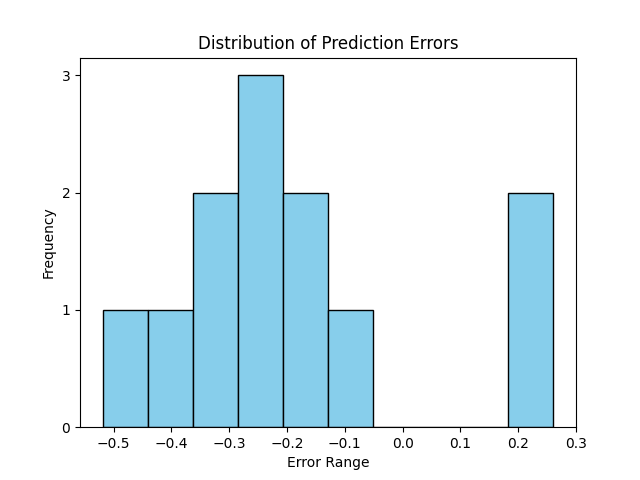 Distribution of Prediction Errors
Frequency
3
2
1
0
−0.5 −0.4 −0.3 −0.2 −0.1 0.0 0.1 0.2 0.3
Error Range